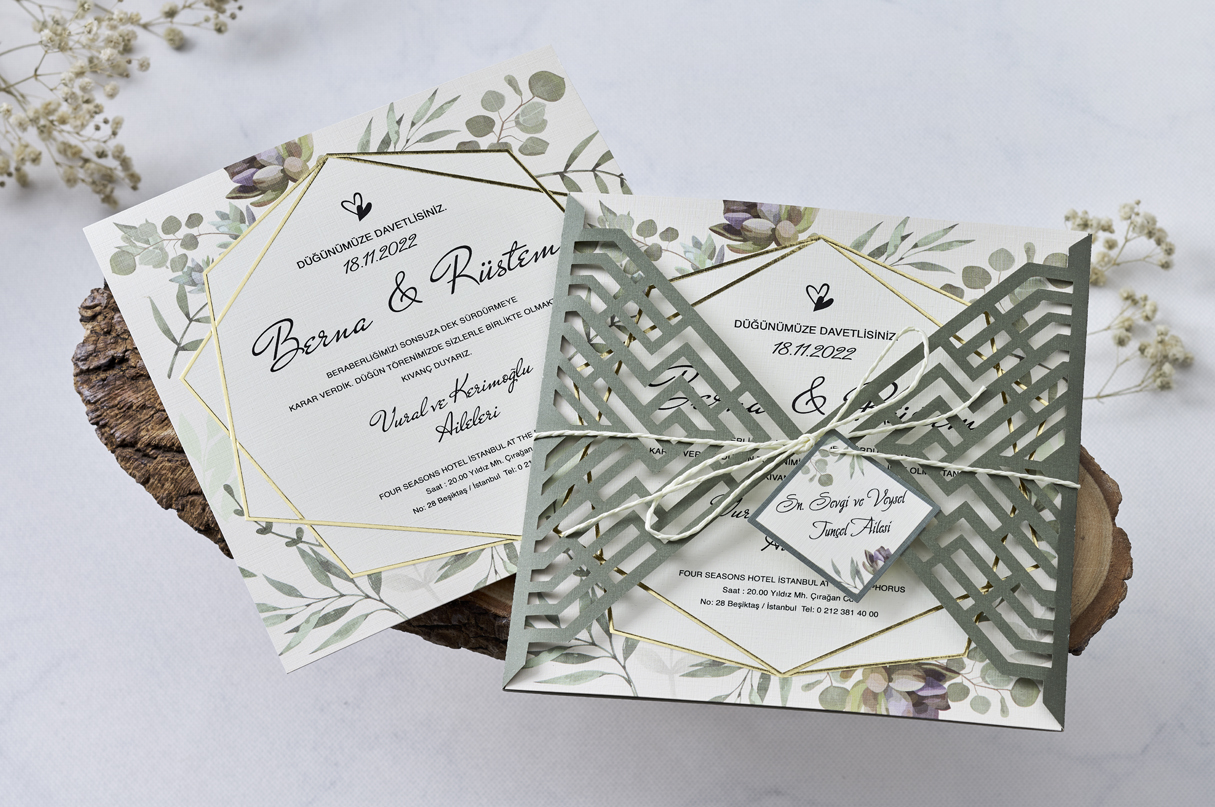 DÜĞÜNÜMÜZE DAVETLİSİNİZ.
18.11.2022
Berna & Rüstem
BERABERLİĞİMİZİ SONSUZA DEK SÜRDÜRMEYE
KARAR VERDİK. DÜĞÜN TÖRENİMİZDE SİZLERLE BİRLİKTE OLMAK
KIVANÇ DUYARIZ.
Vural ve Kerimoğlu
Aileleri
FOUR SEASONS HOTEL İSTANBUL AT THE
Saat : 20.00 Yıldız Mh. Çırağan
No: 28 Beşiktaş / İstanbul Tel: 0 21
DÜĞÜNÜMÜZE DAVETLİSİNİZ
18.11.2022
&
Sn. Sevgi ve Veysel
Tunçel Ailesi
FOUR SEASONS HOTEL İSTANBUL
Saat : 20.00 Yıldız Mh. Çırağan
No: 28 Beşiktaş / İstanbul Tel: 0 212 381 40 00